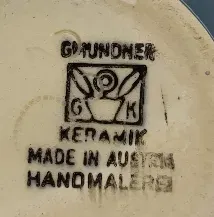 GMUNDNER
G K
KERAMIK
MADE IN AUSTRIA
HANDMALEREI